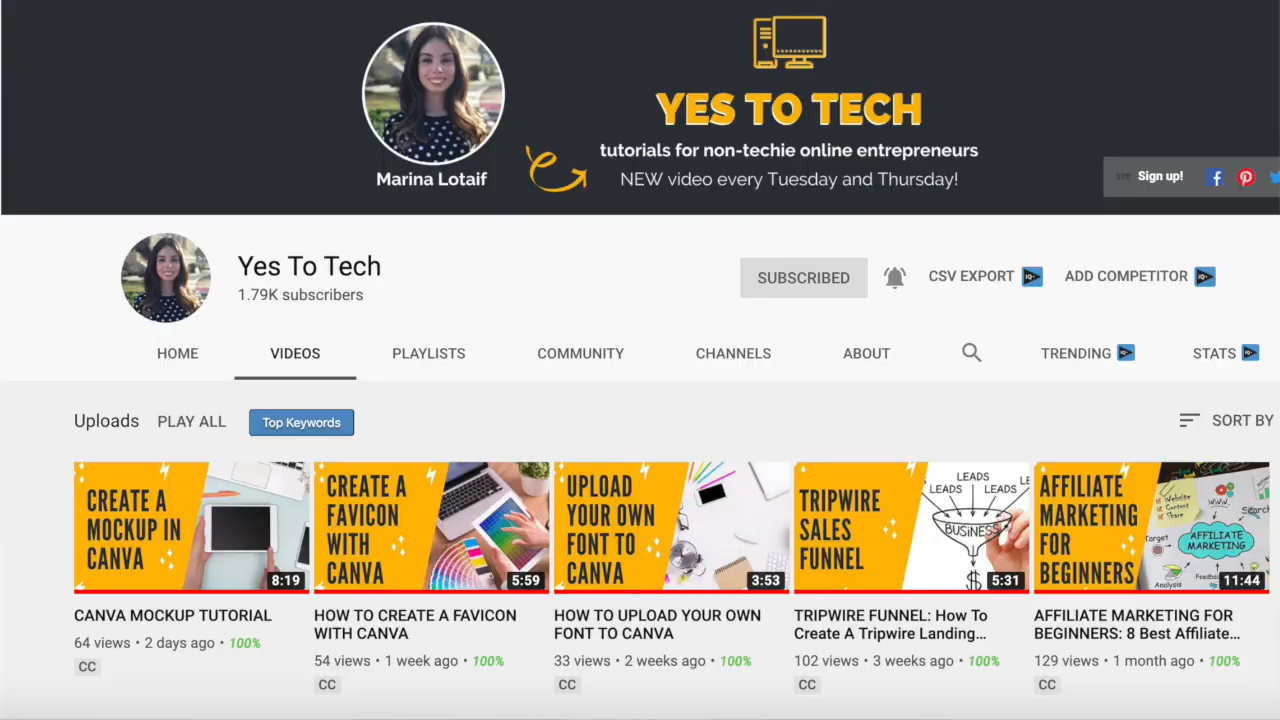 YES TO TECH
tutorials for non-techie online entrepreneurs
Marina Lotaif
NEW video every Tuesday and Thursday!
Sign up!
Yes To Tech
1.79K subscribers
SUBSCRIBED
CSV EXPORT
ADD COMPETITOR
HOME
VIDEOS
PLAYLISTS
COMMUNITY
CHANNELS
ABOUT
TRENDING
STATS
Uploads
PLAY ALL
Top Keywords
SORT BY
CREATE A
MOCKUP IN
CANVA
8:19
CREATE A
FAVICON
WITH
CANVA
5:59
UPLOAD
YOUR OWN
FONT TO
CANVA
3:53
TRIPWIRE
SALES
FUNNEL
LEADS
LEADS
LEADS
BUSINESS
$
5:31
AFFILIATE
MARKETING
FOR
BEGINNERS
Website
Content
Share
WWW.
Search
Target
AFFILIATE
MARKETING
Analysis
11:44
CANVA MOCKUP TUTORIAL
64 views • 2 days ago • 100%
CC
HOW TO CREATE A FAVICON
WITH CANVA
54 views • 1 week ago • 100%
CC
HOW TO UPLOAD YOUR OWN
FONT TO CANVA
33 views • 2 weeks ago • 100%
CC
TRIPWIRE FUNNEL: How To
Create A Tripwire Landing...
102 views • 3 weeks ago • 100%
CC
AFFILIATE MARKETING FOR
BEGINNERS: 8 Best Affiliate...
129 views • 1 month ago • 100%
CC